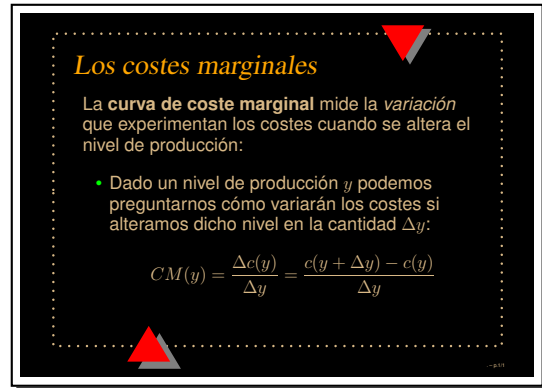 Los costes marginales
La curva de coste marginal mide la variación
que experimentan los costes cuando se altera el
nivel de producción:
• Dado un nivel de producción y podemos
preguntarnos cómo variarán los costes si
alteramos dicho nivel en la cantidad Δy:
CM(y) = Δc(y)/Δy = (c(y + Δy) − c(y))/Δy
. – p.1/1